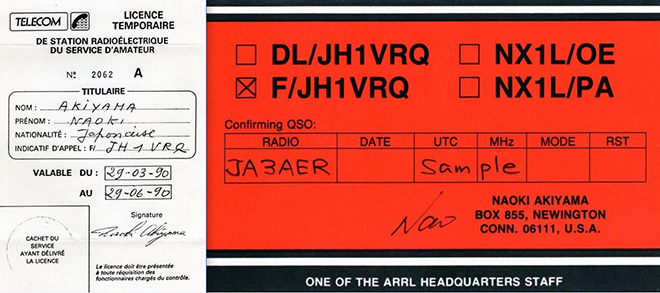 TELECOM
LICENCE
TEMPORAIRE
DE STATION RADIOÉLECTRIQUE
DU SERVICE D'AMATEUR
N° 2062 A
TITULAIRE
NOM : AKIYAMA
PRÉNOM : NAOKI
NATIONALITÉ : Japonaise
INDICATIF D'APPEL : F/ JH1VRQ
VALABLE DU : 29-03-90
AU 29-06-90
Signature
Naoki Akiyama
CACHET DU
SERVICE
AYANT DÉLIVRÉ
LA LICENCE
La licence doit être présentée
à toute réquisition des
fonctionnaires chargés du contrôle.
DL/JH1VRQ NX1L/OE
F/JH1VRQ NX1L/PA
Confirming QSO:
RADIO DATE UTC MHz MODE RST
JA3AER Sample
Nao
NAOKI AKIYAMA
BOX 855, NEWINGTON
CONN. 06111, U.S.A.
ONE OF THE ARRL HEADQUARTERS STAFF